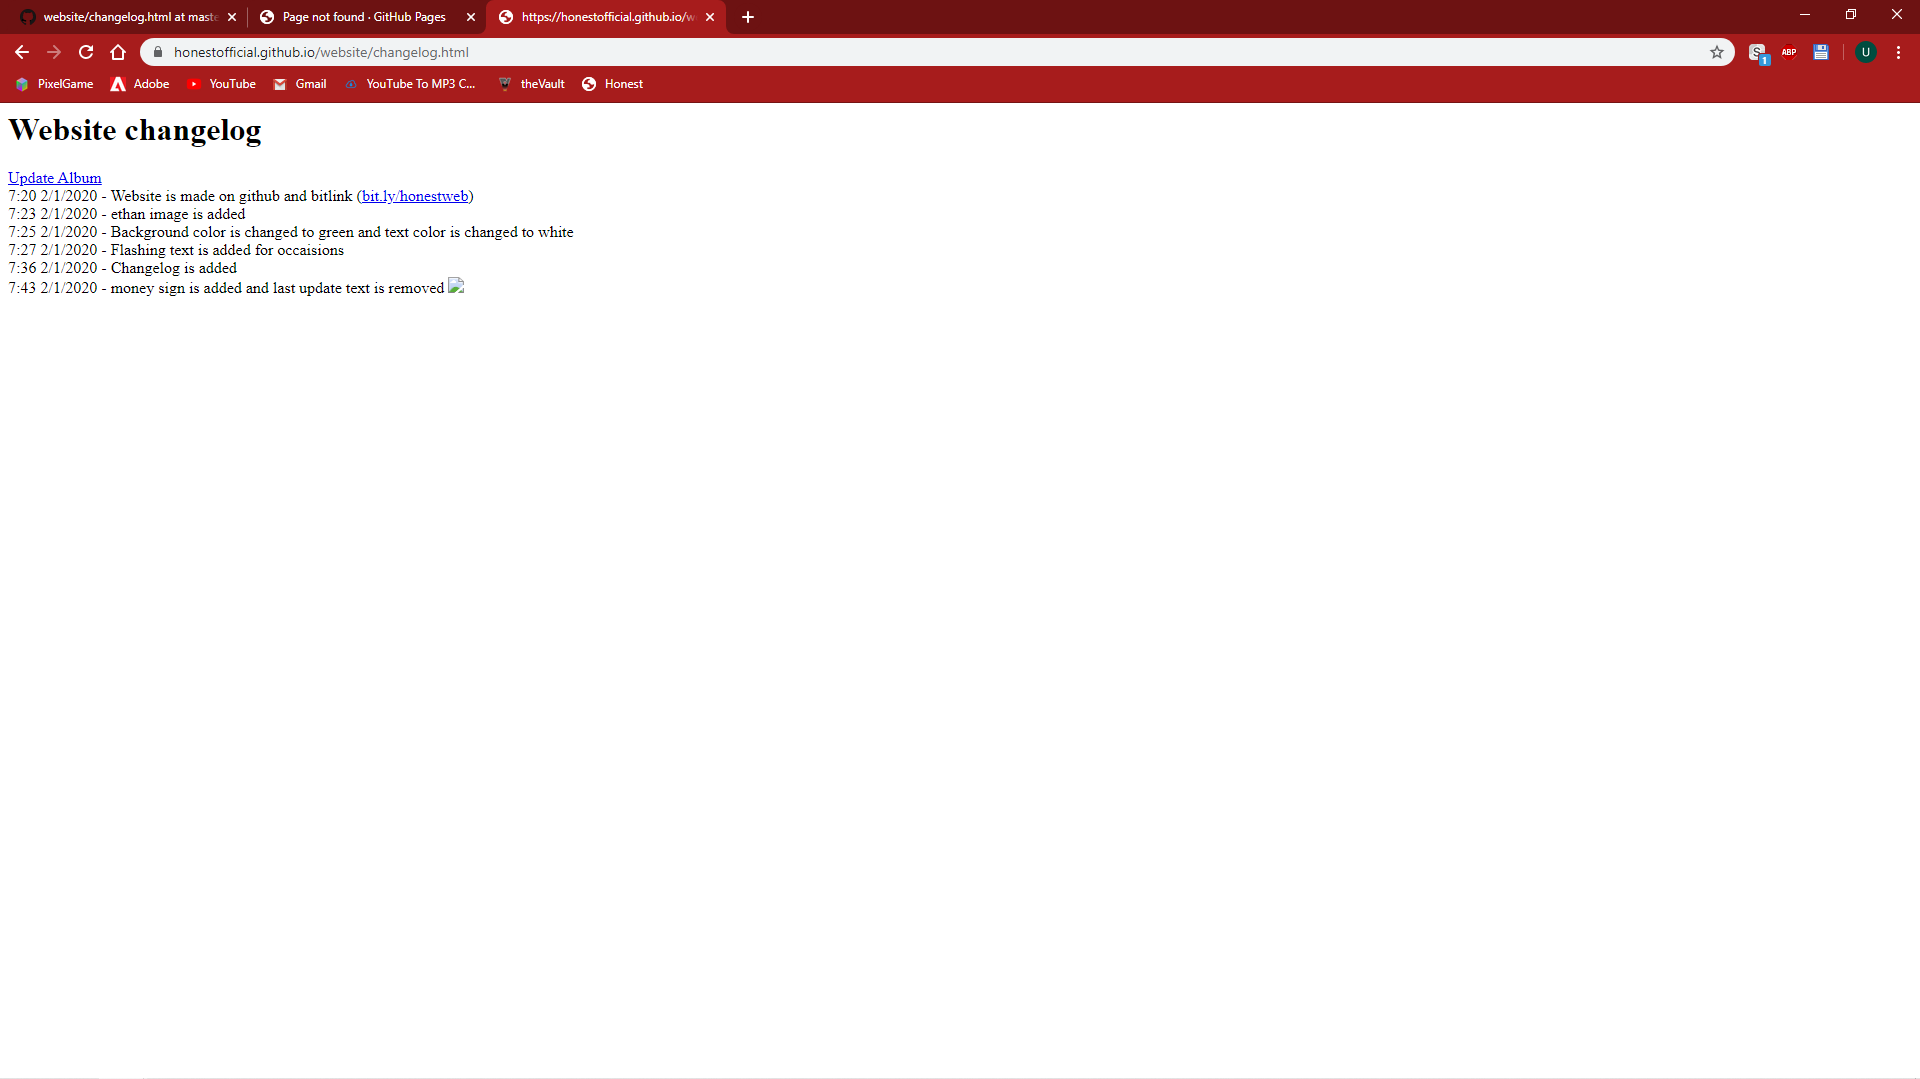 website/changelog.html at maste
Page not found · GitHub Pages
https://honestofficial.github.io/w
honestofficial.github.io/website/changelog.html
S
1
ABP
U
PixelGame
Adobe
YouTube
Gmail
YouTube To MP3 C...
theVault
Honest
Website changelog
Update Album
7:20 2/1/2020 - Website is made on github and bitlink (bit.ly/honestweb)
7:23 2/1/2020 - ethan image is added
7:25 2/1/2020 - Background color is changed to green and text color is changed to white
7:27 2/1/2020 - Flashing text is added for occaisions
7:36 2/1/2020 - Changelog is added
7:43 2/1/2020 - money sign is added and last update text is removed